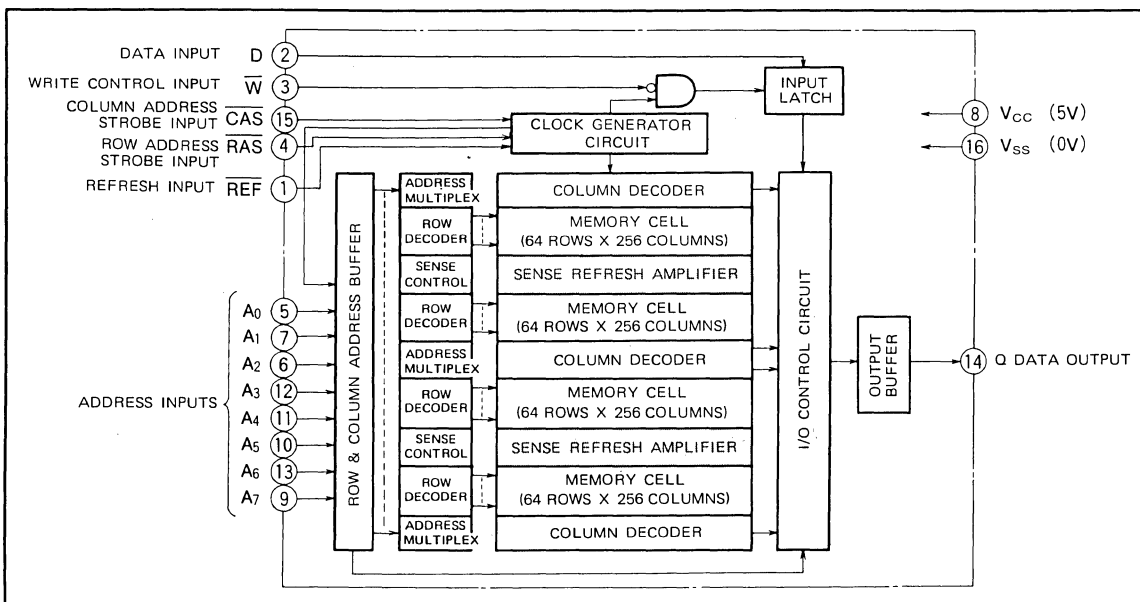 DATA INPUT D 2
WRITE CONTROL INPUT W̅ 3
COLUMN ADDRESS
STROBE INPUT C̅A̅S̅ 15
ROW ADDRESS
STROBE INPUT R̅A̅S̅ 4
REFRESH INPUT R̅E̅F̅ 1
ADDRESS INPUTS
A0 5
A1 7
A2 6
A3 12
A4 11
A5 10
A6 13
A7 9
ROW & COLUMN ADDRESS BUFFER
CLOCK GENERATOR
CIRCUIT
INPUT
LATCH
ADDRESS
MULTIPLEX
ROW
DECODER
SENSE
CONTROL
ROW
DECODER
ADDRESS
MULTIPLEX
ROW
DECODER
SENSE
CONTROL
ROW
DECODER
ADDRESS
MULTIPLEX
COLUMN DECODER
MEMORY CELL
(64 ROWS X 256 COLUMNS)
SENSE REFRESH AMPLIFIER
MEMORY CELL
(64 ROWS X 256 COLUMNS)
COLUMN DECODER
MEMORY CELL
(64 ROWS X 256 COLUMNS)
SENSE REFRESH AMPLIFIER
MEMORY CELL
(64 ROWS X 256 COLUMNS)
COLUMN DECODER
I/O CONTROL CIRCUIT
OUTPUT
BUFFER
8 VCC (5V)
16 VSS (0V)
14 Q DATA OUTPUT